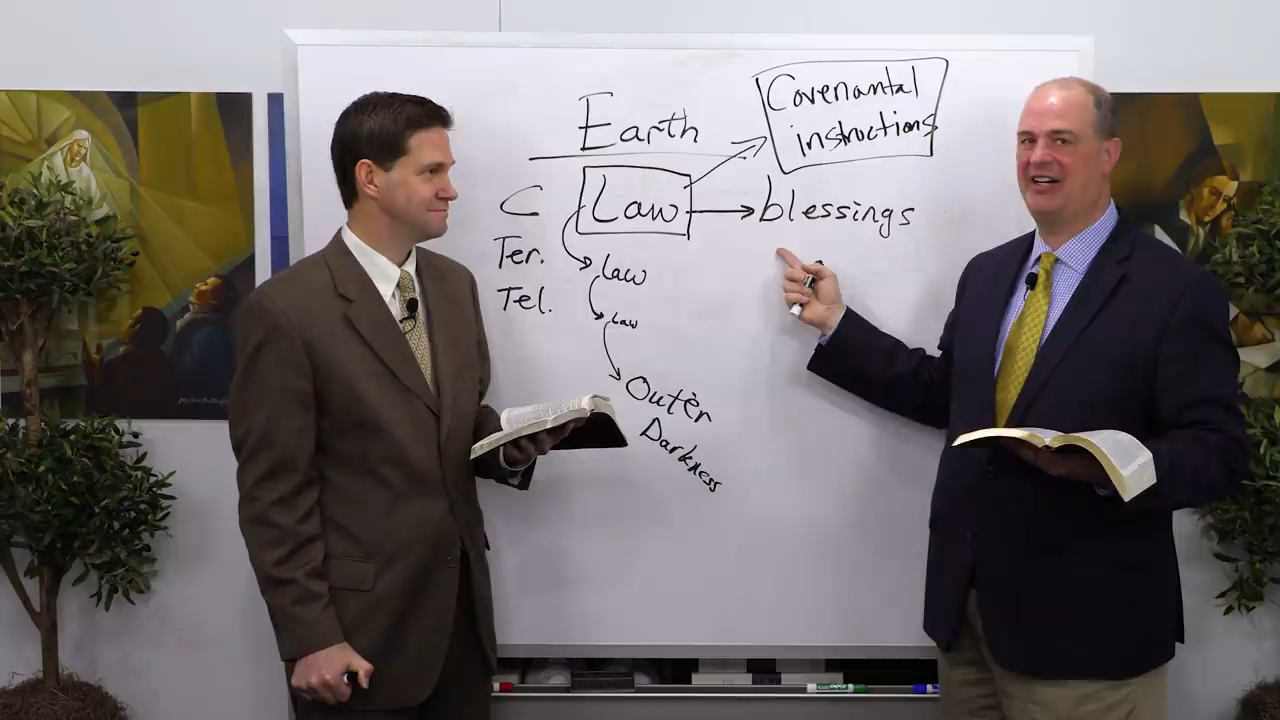 Earth
Covenantal
instructions
C
Law
blessings
Ter.
law
Tel.
law
Outer
Darkness